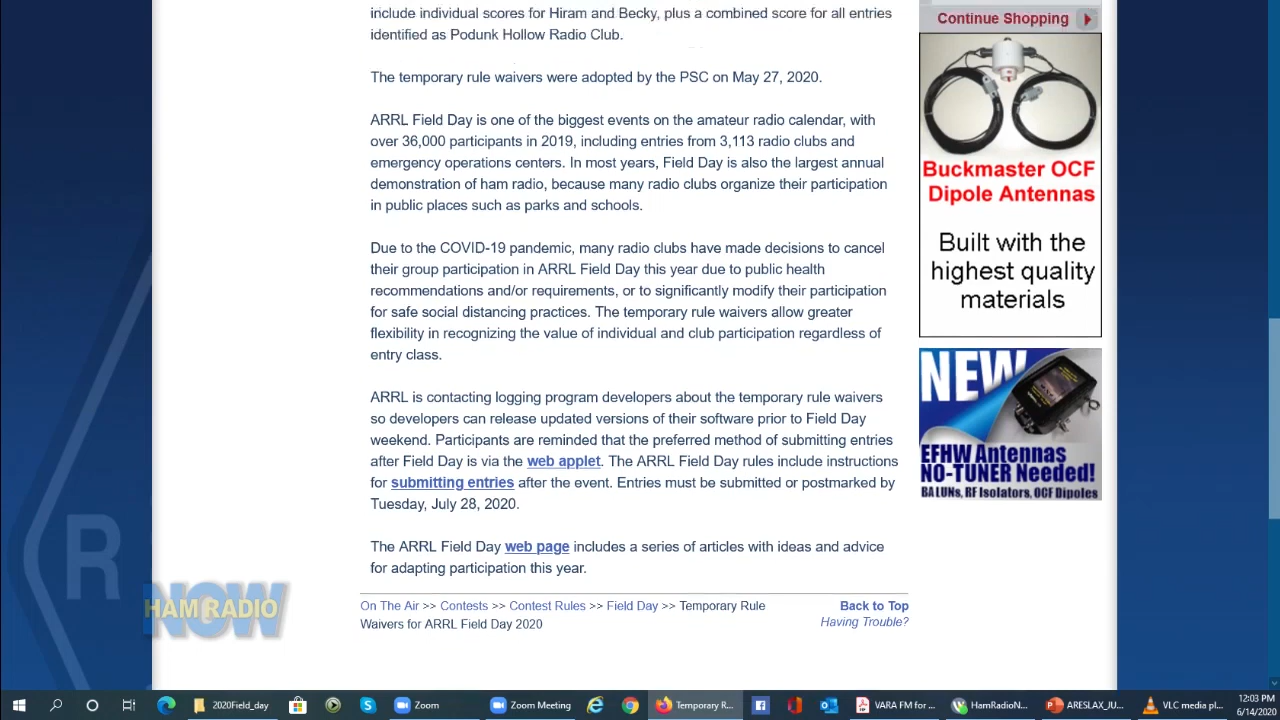 include individual scores for Hiram and Becky, plus a combined score for all entries
identified as Podunk Hollow Radio Club.
The temporary rule waivers were adopted by the PSC on May 27, 2020.
ARRL Field Day is one of the biggest events on the amateur radio calendar, with
over 36,000 participants in 2019, including entries from 3,113 radio clubs and
emergency operations centers. In most years, Field Day is also the largest annual
demonstration of ham radio, because many radio clubs organize their participation
in public places such as parks and schools.
Due to the COVID-19 pandemic, many radio clubs have made decisions to cancel
their group participation in ARRL Field Day this year due to public health
recommendations and/or requirements, or to significantly modify their participation
for safe social distancing practices. The temporary rule waivers allow greater
flexibility in recognizing the value of individual and club participation regardless of
entry class.
ARRL is contacting logging program developers about the temporary rule waivers
so developers can release updated versions of their software prior to Field Day
weekend. Participants are reminded that the preferred method of submitting entries
after Field Day is via the web applet. The ARRL Field Day rules include instructions
for submitting entries after the event. Entries must be submitted or postmarked by
Tuesday, July 28, 2020.
The ARRL Field Day web page includes a series of articles with ideas and advice
for adapting participation this year.
On The Air >> Contests >> Contest Rules >> Field Day >> Temporary Rule
Waivers for ARRL Field Day 2020
Back to Top
Having Trouble?
Continue Shopping
Buckmaster OCF
Dipole Antennas
Built with the
highest quality
materials
NEW
EFHW Antennas
NO-TUNER Needed!
BALUNs, RF Isolators, OCF Dipoles
R
HAM RADIO
NOW
2020Field_day
Zoom
Zoom Meeting
Temporary R...
VARA FM for ...
HamRadioN...
ARESLAX_JU...
VLC media pl...
12:03 PM
6/14/2020